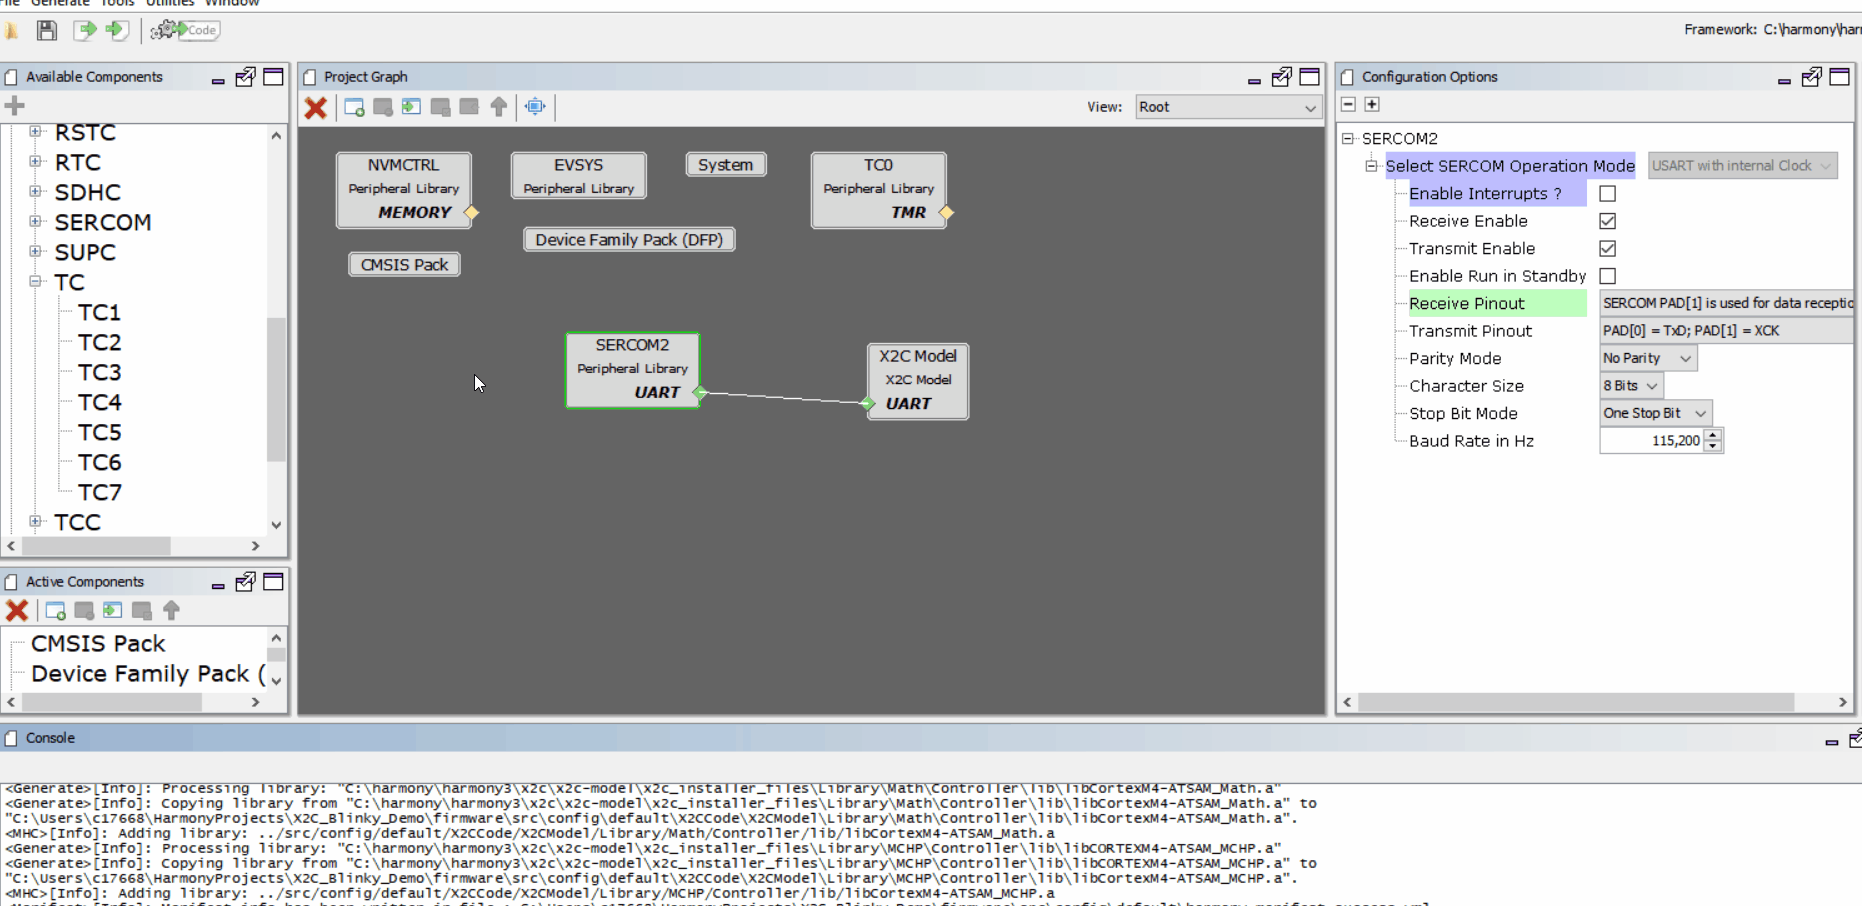 File Generate Tools Utilities Window
Code
Framework: C:\harmony\har
Available Components
RSTC
RTC
SDHC
SERCOM
SUPC
TC
TC1
TC2
TC3
TC4
TC5
TC6
TC7
TCC
Active Components
CMSIS Pack
Device Family Pack (
Project Graph
View: Root
NVMCTRL
Peripheral Library
MEMORY
EVSYS
Peripheral Library
System
TC0
Peripheral Library
TMR
Device Family Pack (DFP)
CMSIS Pack
SERCOM2
Peripheral Library
UART
X2C Model
X2C Model
UART
Configuration Options
SERCOM2
Select SERCOM Operation Mode USART with internal Clock
Enable Interrupts ?
Receive Enable
Transmit Enable
Enable Run in Standby
Receive Pinout SERCOM PAD[1] is used for data receptio
Transmit Pinout PAD[0] = TxD; PAD[1] = XCK
Parity Mode No Parity
Character Size 8 Bits
Stop Bit Mode One Stop Bit
Baud Rate in Hz 115,200
Console
<Generate>[Info]: Processing library: "C:\harmony\harmony3\x2c\x2c-model\x2c_installer_files\Library\Math\Controller\lib\libCortexM4-ATSAM_Math.a"
<Generate>[Info]: Copying library from "C:\harmony\harmony3\x2c\x2c-model\x2c_installer_files\Library\Math\Controller\lib\libCortexM4-ATSAM_Math.a" to
"C:\Users\c17668\HarmonyProjects\X2C_Blinky_Demo\firmware\src\config\default\X2CCode\X2CModel\Library\Math\Controller\lib\libCortexM4-ATSAM_Math.a".
<MHC>[Info]: Adding library: ../src/config/default/X2CCode/X2CModel/Library/Math/Controller/lib/libCortexM4-ATSAM_Math.a
<Generate>[Info]: Processing library: "C:\harmony\harmony3\x2c\x2c-model\x2c_installer_files\Library\MCHP\Controller\lib\libCORTEXM4-ATSAM_MCHP.a"
<Generate>[Info]: Copying library from "C:\harmony\harmony3\x2c\x2c-model\x2c_installer_files\Library\MCHP\Controller\lib\libCORTEXM4-ATSAM_MCHP.a" to
"C:\Users\c17668\HarmonyProjects\X2C_Blinky_Demo\firmware\src\config\default\X2CCode\X2CModel\Library\MCHP\Controller\lib\libCortexM4-ATSAM_MCHP.a".
<MHC>[Info]: Adding library: ../src/config/default/X2CCode/X2CModel/Library/MCHP/Controller/lib/libCortexM4-ATSAM_MCHP.a